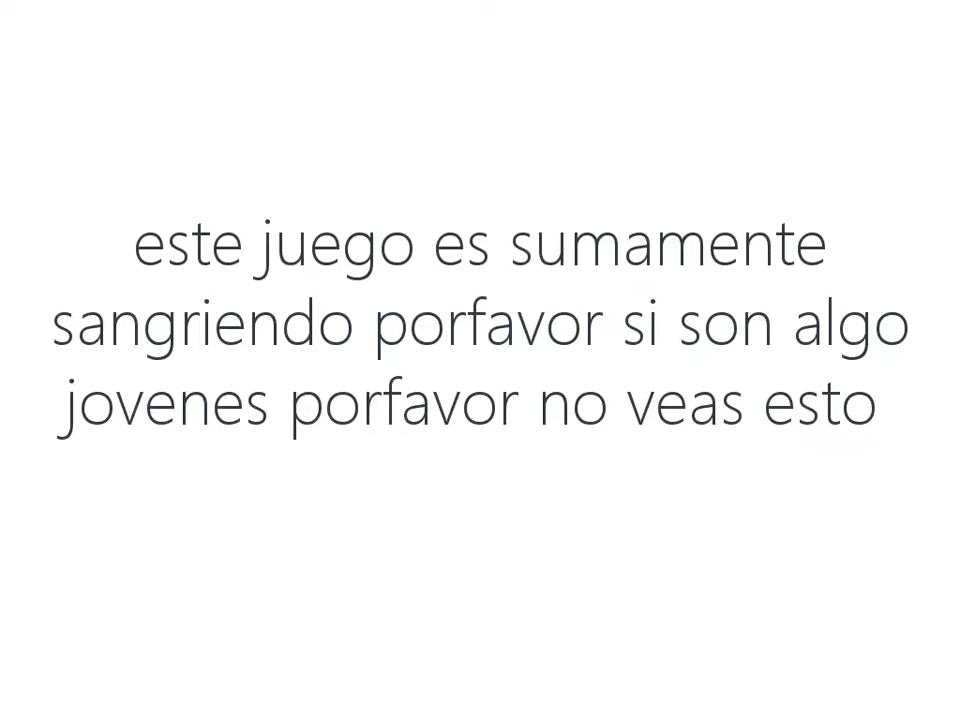 este juego es sumamente
sangriendo porfavor si son algo
jovenes porfavor no veas esto